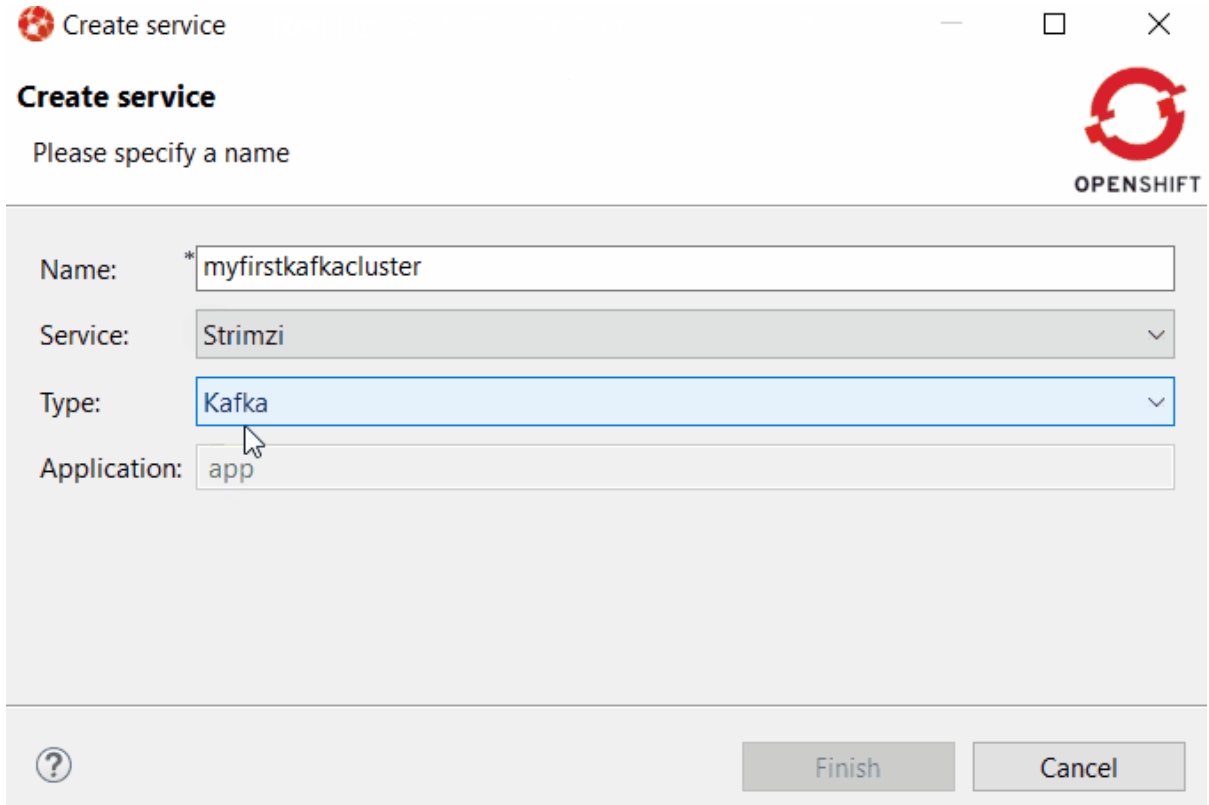 Create service
Create service
Please specify a name
OPENSHIFT
Name: * myfirstkafkacluster
Service: Strimzi
Type: Kafka
Application: app
? Finish Cancel